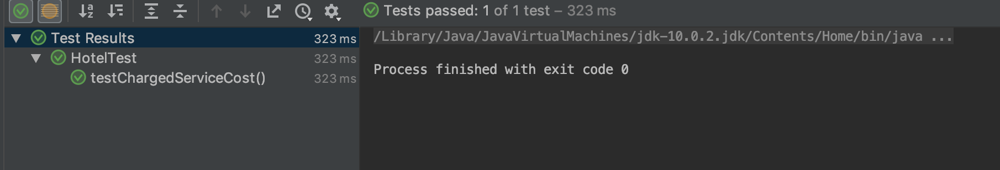 Tests passed: 1 of 1 test – 323 ms
Test Results 323 ms
/Library/Java/JavaVirtualMachines/jdk-10.0.2.jdk/Contents/Home/bin/java ...
HotelTest 323 ms
Process finished with exit code 0
testChargedServiceCost() 323 ms